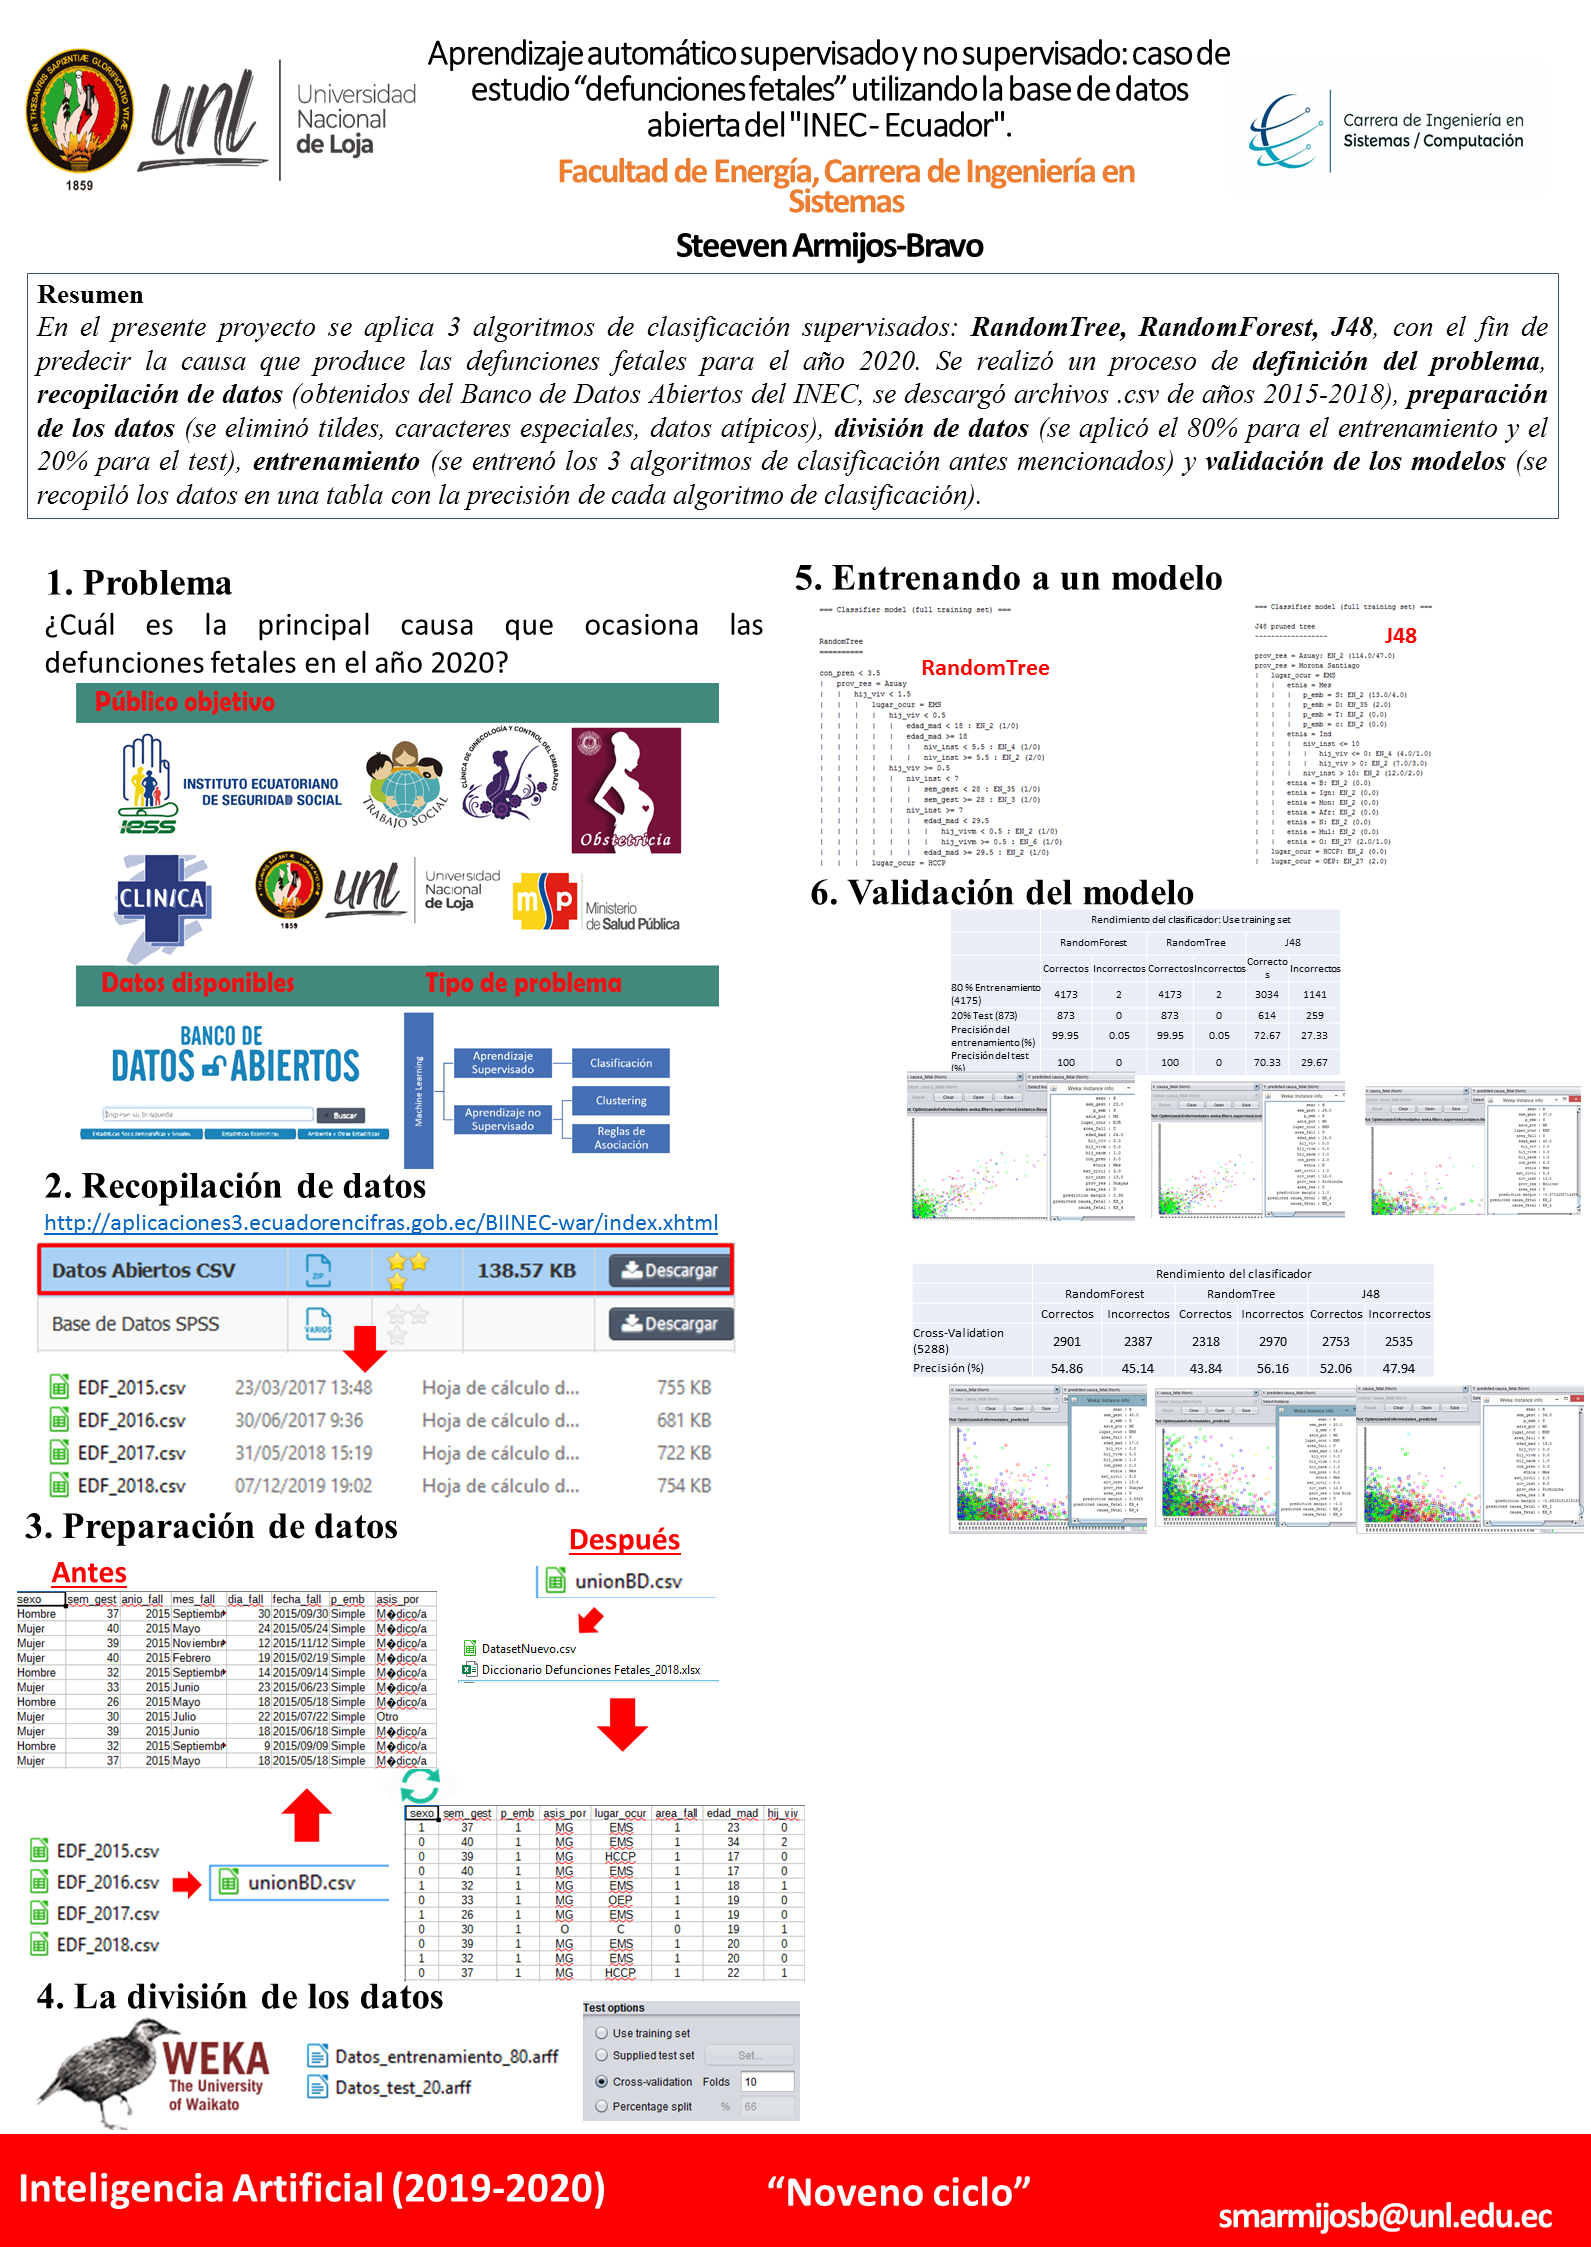 Aprendizaje automático supervisado y no supervisado: caso de
estudio “defunciones fetales” utilizando la base de datos
abierta del "INEC - Ecuador".
Facultad de Energía, Carrera de Ingeniería en
Sistemas
Steeven Armijos-Bravo
IN THESAVRIS SAPIENTIAE GLORIFICATIO VITAE
1859
unl
Universidad
Nacional
de Loja
Carrera de Ingeniería en
Sistemas / Computación
Resumen
En el presente proyecto se aplica 3 algoritmos de clasificación supervisados: RandomTree, RandomForest, J48, con el fin de
predecir la causa que produce las defunciones fetales para el año 2020. Se realizó un proceso de definición del problema,
recopilación de datos (obtenidos del Banco de Datos Abiertos del INEC, se descargó archivos .csv de años 2015-2018), preparación
de los datos (se eliminó tildes, caracteres especiales, datos atípicos), división de datos (se aplicó el 80% para el entrenamiento y el
20% para el test), entrenamiento (se entrenó los 3 algoritmos de clasificación antes mencionados) y validación de los modelos (se
recopiló los datos en una tabla con la precisión de cada algoritmo de clasificación).
1. Problema
¿Cuál es la principal causa que ocasiona las
defunciones fetales en el año 2020?
Público objetivo
iess
INSTITUTO ECUATORIANO
DE SEGURIDAD SOCIAL
TRABAJO SOCIAL
CLÍNICA DE GINECOLOGÍA Y CONTROL DEL EMBARAZO
Obstetricia
CLINICA
1859
unl
Universidad
Nacional
de Loja
msp
Ministerio
de Salud Pública
Datos disponibles Tipo de problema
BANCO DE
DATOS ABIERTOS
Ingrese su búsqueda Buscar
Estadísticas Sociodemográficas y Sociales Estadísticas Económicas Ambiente y Otras Estadísticas
Machine Learning
Aprendizaje Supervisado
Clasificación
Clustering
Aprendizaje no Supervisado
Reglas de Asociación
2. Recopilación de datos
http://aplicaciones3.ecuadorencifras.gob.ec/BIINEC-war/index.xhtml
Datos Abiertos CSV ZIP 138.57 KB Descargar
Base de Datos SPSS VARIOS Descargar
EDF_2015.csv 23/03/2017 13:48 Hoja de cálculo d... 755 KB
EDF_2016.csv 30/06/2017 9:36 Hoja de cálculo d... 681 KB
EDF_2017.csv 31/05/2018 15:19 Hoja de cálculo d... 722 KB
EDF_2018.csv 07/12/2019 19:02 Hoja de cálculo d... 754 KB
3. Preparación de datos
Antes
sexo sem_gest anio_fall mes_fall dia_fall fecha_fall p_emb asis_por
Hombre 37 2015 Septiembr 30 2015/09/30 Simple M�dico/a
Mujer 40 2015 Mayo 24 2015/05/24 Simple M�dico/a
Mujer 39 2015 Noviembre 12 2015/11/12 Simple M�dico/a
Mujer 40 2015 Febrero 19 2015/02/19 Simple M�dico/a
Hombre 32 2015 Septiembr 14 2015/09/14 Simple M�dico/a
Mujer 33 2015 Junio 23 2015/06/23 Simple M�dico/a
Hombre 26 2015 Mayo 18 2015/05/18 Simple M�dico/a
Mujer 30 2015 Julio 22 2015/07/22 Simple Otro
Mujer 39 2015 Junio 18 2015/06/18 Simple M�dico/a
Hombre 32 2015 Septiembr 9 2015/09/09 Simple M�dico/a
Mujer 37 2015 Mayo 18 2015/05/18 Simple M�dico/a
EDF_2015.csv
EDF_2016.csv
EDF_2017.csv
EDF_2018.csv
unionBD.csv
Después
unionBD.csv
DatasetNuevo.csv
Diccionario Defunciones Fetales_2018.xlsx
sexo sem_gest p_emb asis_por lugar_ocur area_fall edad_mad hij_viv
1 37 1 MG EMS 1 23 0
0 40 1 MG EMS 1 34 2
0 39 1 MG HCCP 1 17 0
0 40 1 MG EMS 1 17 0
1 32 1 MG EMS 1 18 1
0 33 1 MG OEP 1 19 0
1 26 1 MG EMS 1 19 0
0 30 1 O C 0 19 1
0 39 1 MG EMS 1 20 0
1 32 1 MG EMS 1 20 0
0 37 1 MG HCCP 1 22 1
4. La división de los datos
WEKA
The University
of Waikato
Datos_entrenamiento_80.arff
Datos_test_20.arff
Test options
Use training set
Supplied test set Set...
Cross-validation Folds 10
Percentage split % 66
5. Entrenando a un modelo
=== Classifier model (full training set) ===
RandomTree
==========
RandomTree
con_pren < 3.5
| prov_res = Azuay
| | hij_viv < 1.5
| | | lugar_ocur = EMS
| | | | hij_viv < 0.5
| | | | | edad_mad < 18 : EN_2 (1/0)
| | | | | edad_mad >= 18
| | | | | | niv_inst < 5.5 : EN_4 (1/0)
| | | | | | niv_inst >= 5.5 : EN_2 (2/0)
| | | | hij_viv >= 0.5
| | | | | niv_inst < 7
| | | | | | sem_gest < 28 : EN_35 (1/0)
| | | | | | sem_gest >= 28 : EN_3 (1/0)
| | | | | niv_inst >= 7
| | | | | | edad_mad < 29.5
| | | | | | | hij_vivm < 0.5 : EN_2 (1/0)
| | | | | | | hij_vivm >= 0.5 : EN_6 (1/0)
| | | | | | edad_mad >= 29.5 : EN_2 (1/0)
| | | lugar_ocur = HCCP
=== Classifier model (full training set) ===
J48 pruned tree
------------------
J48
prov_res = Azuay: EN_2 (114.0/47.0)
prov_res = Morona Santiago
| lugar_ocur = EMS
| | etnia = Mes
| | | p_emb = S: EN_2 (13.0/4.0)
| | | p_emb = D: EN_35 (2.0)
| | | p_emb = T: EN_2 (0.0)
| | | p_emb = c: EN_2 (0.0)
| | etnia = Ind
| | | niv_inst <= 10
| | | | hij_viv <= 0: EN_4 (4.0/1.0)
| | | | hij_viv > 0: EN_2 (7.0/3.0)
| | | niv_inst > 10: EN_2 (12.0/2.0)
| | etnia = B: EN_2 (0.0)
| | etnia = Ign: EN_2 (0.0)
| | etnia = Mon: EN_2 (0.0)
| | etnia = Afr: EN_2 (0.0)
| | etnia = N: EN_2 (0.0)
| | etnia = Mul: EN_2 (0.0)
| | etnia = O: EN_27 (2.0/1.0)
| lugar_ocur = HCCP: EN_2 (0.0)
| lugar_ocur = OEP: EN_27 (2.0)
6. Validación del modelo
Rendimiento del clasificador: Use training set
RandomForest RandomTree J48
Correctos Incorrectos Correctos Incorrectos Correctos Incorrectos
80 % Entrenamiento (4175) 4173 2 4173 2 3034 1141
20% Test (873) 873 0 873 0 614 259
Precisión del entrenamiento (%) 99.95 0.05 99.95 0.05 72.67 27.33
Precisión del test (%) 100 0 100 0 70.33 29.67
Rendimiento del clasificador
RandomForest RandomTree J48
Correctos Incorrectos Correctos Incorrectos Correctos Incorrectos
Cross-Validation (5288) 2901 2387 2318 2970 2753 2535
Precisión (%) 54.86 45.14 43.84 56.16 52.06 47.94
Inteligencia Artificial (2019-2020)
“Noveno ciclo”
smarmijosb@unl.edu.ec